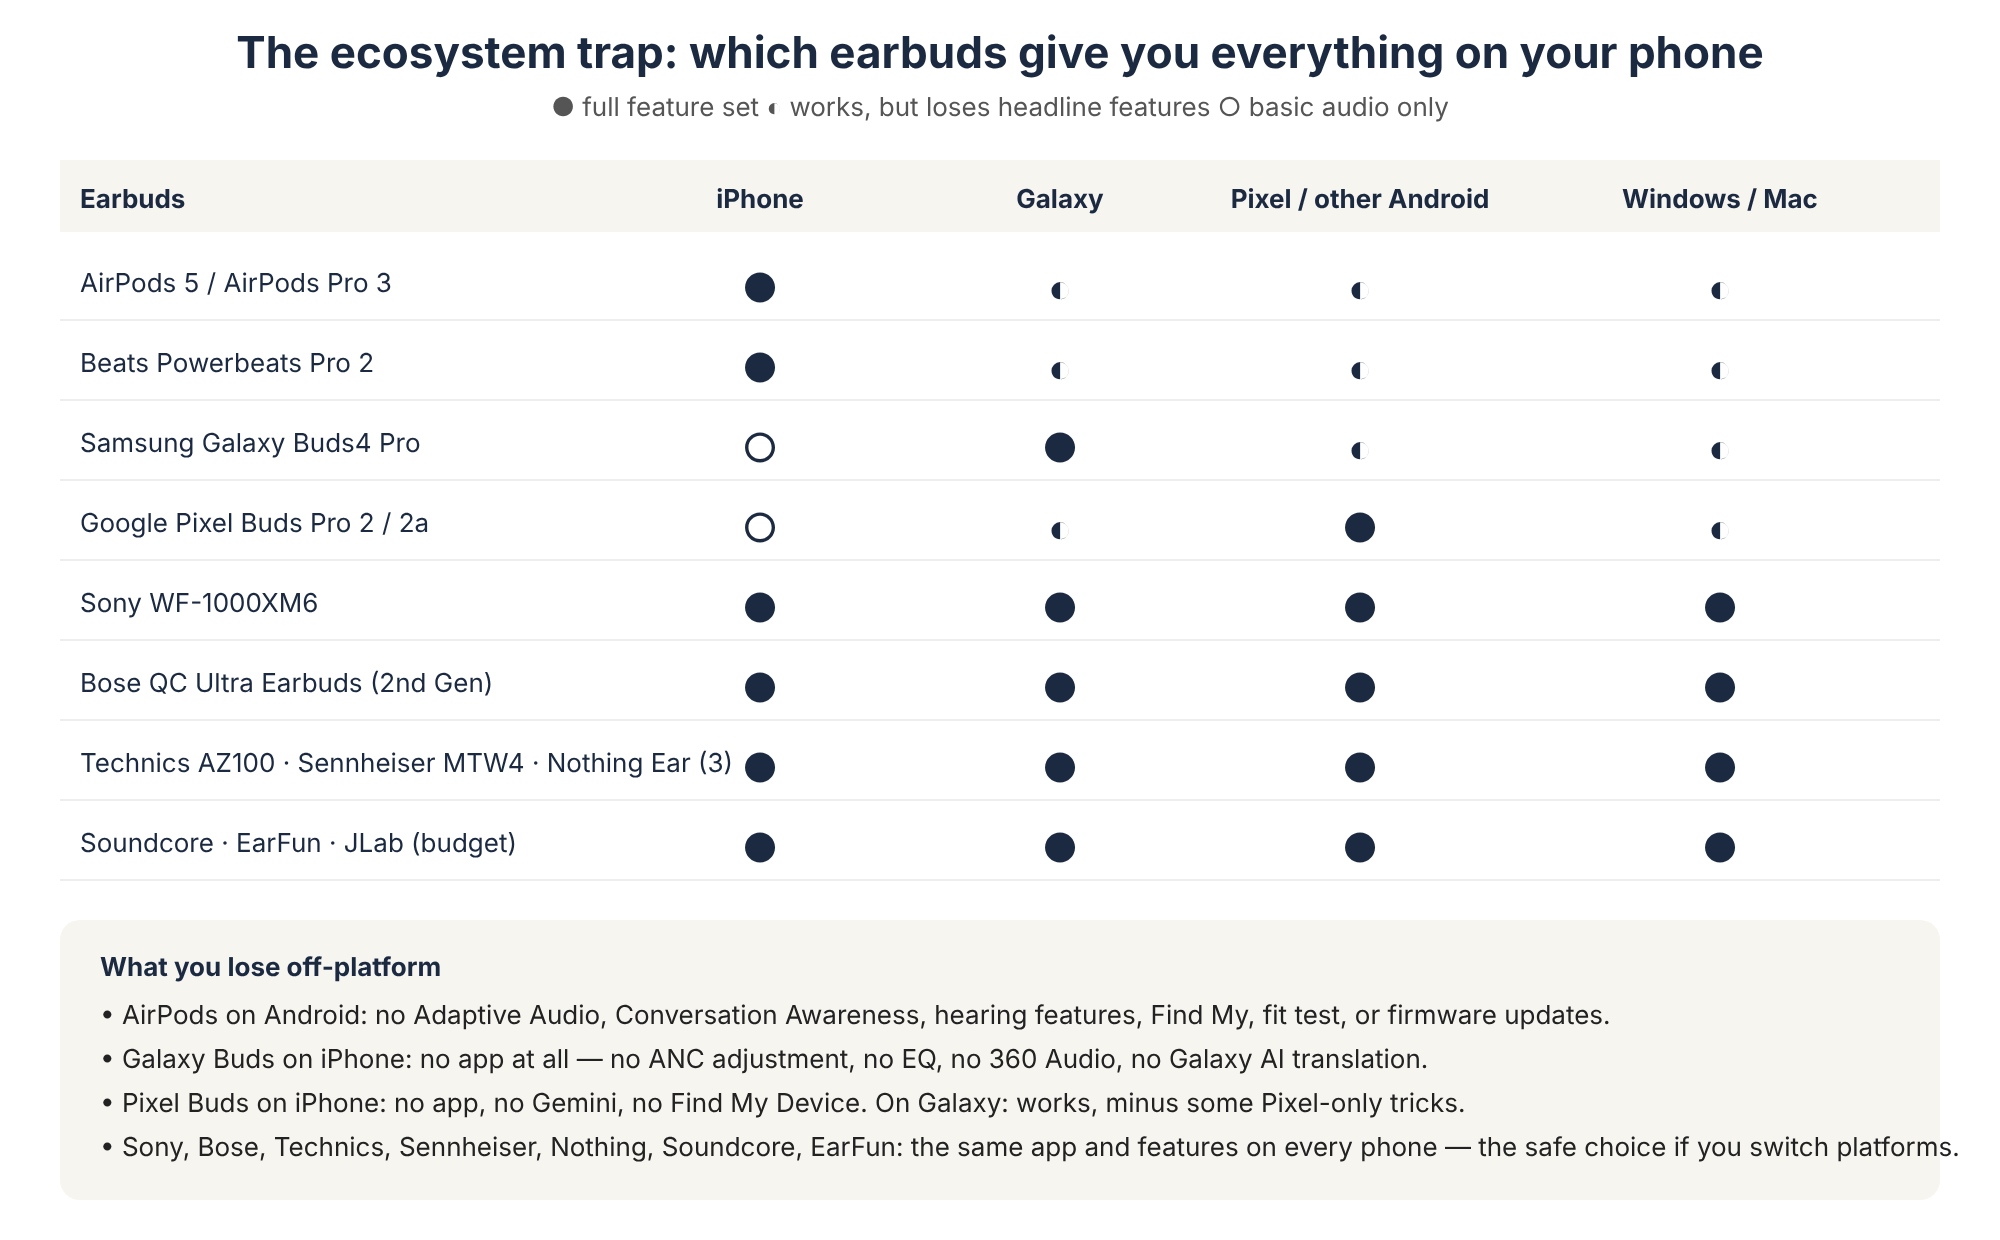 The ecosystem trap: which earbuds give you everything on your phone
● full feature set ◐ works, but loses headline features ○ basic audio only
Earbuds iPhone Galaxy Pixel / other Android Windows / Mac
AirPods 5 / AirPods Pro 3 ● ◐ ◐ ◐
Beats Powerbeats Pro 2 ● ◐ ◐ ◐
Samsung Galaxy Buds4 Pro ○ ● ◐ ◐
Google Pixel Buds Pro 2 / 2a ○ ◐ ● ◐
Sony WF-1000XM6 ● ● ● ●
Bose QC Ultra Earbuds (2nd Gen) ● ● ● ●
Technics AZ100 · Sennheiser MTW4 · Nothing Ear (3) ● ● ● ●
Soundcore · EarFun · JLab (budget) ● ● ● ●
What you lose off-platform
• AirPods on Android: no Adaptive Audio, Conversation Awareness, hearing features, Find My, fit test, or firmware updates.
• Galaxy Buds on iPhone: no app at all — no ANC adjustment, no EQ, no 360 Audio, no Galaxy AI translation.
• Pixel Buds on iPhone: no app, no Gemini, no Find My Device. On Galaxy: works, minus some Pixel-only tricks.
• Sony, Bose, Technics, Sennheiser, Nothing, Soundcore, EarFun: the same app and features on every phone — the safe choice if you switch platforms.